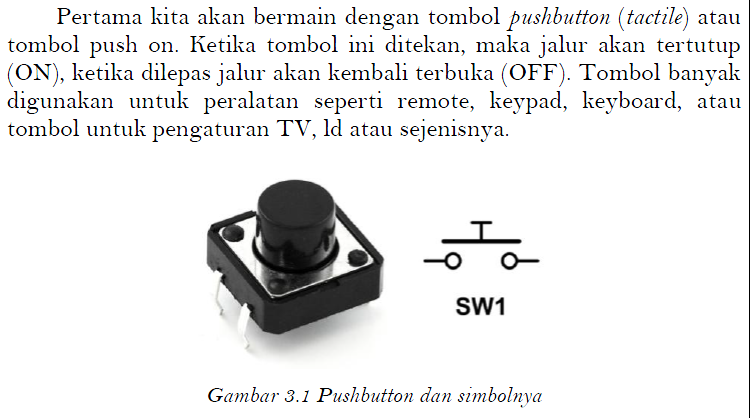 Pertama kita akan bermain dengan tombol pushbutton (tactile) atau
tombol push on. Ketika tombol ini ditekan, maka jalur akan tertutup
(ON), ketika dilepas jalur akan kembali terbuka (OFF). Tombol banyak
digunakan untuk peralatan seperti remote, keypad, keyboard, atau
tombol untuk pengaturan TV, ld atau sejenisnya.
SW1
Gambar 3.1 Pushbutton dan simbolnya